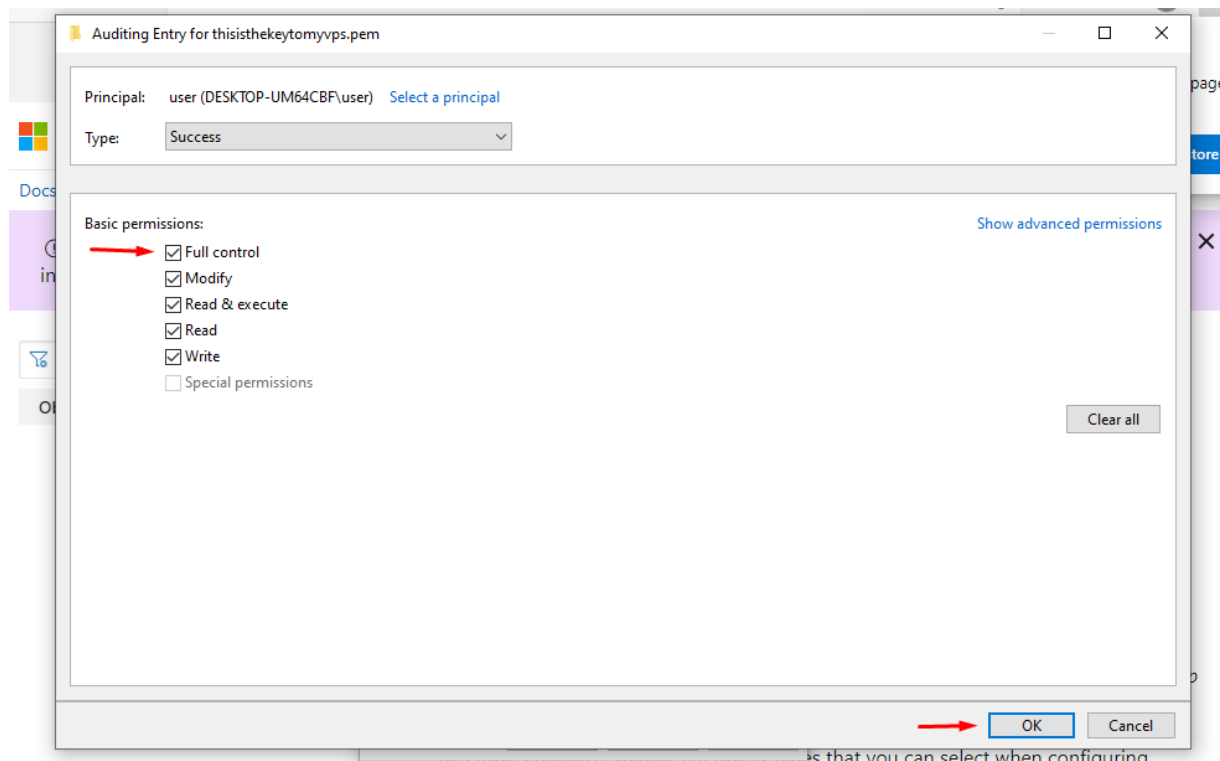 Auditing Entry for thisisthekeytomyvps.pem
Principal: user (DESKTOP-UM64CBF\user) Select a principal
page
Type: Success
tore
Docs
Basic permissions: Show advanced permissions
Full control
Modify
in
Read & execute
Read
Write
Special permissions
Clear all
OK Cancel
that you can select when configuring